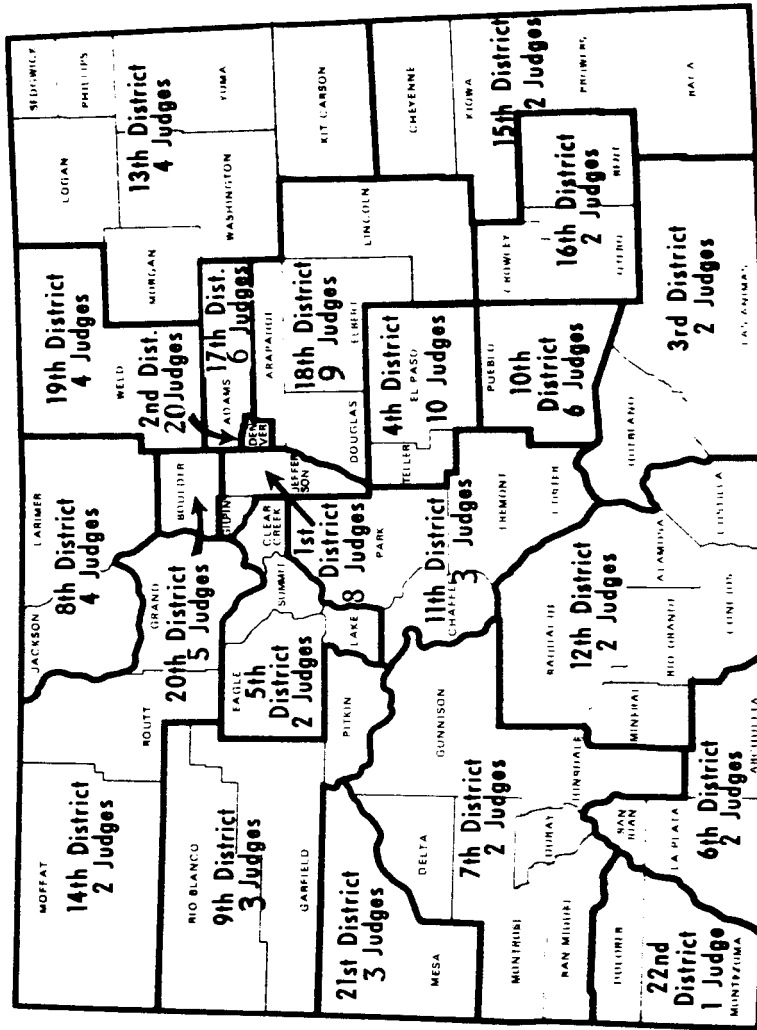 MOFFAT
14th District
2 Judges
ROUTT
JACKSON
LARIMER
8th District
4 Judges
GRAND
19th District
4 Judges
WELD
LOGAN
SEDGWICK
PHILLIPS
13th District
4 Judges
MORGAN
WASHINGTON
YUMA
RIO BLANCO
9th District
3 Judges
GARFIELD
20th District
5 Judges
BOULDER
2nd Dist.
20 Judges
17th Dist.
6 Judges
ADAMS
DEN
VER
GILPIN
CLEAR
CREEK
JEFFER
SON
1st
District
8 Judges
EAGLE
5th
District
2 Judges
SUMMIT
LAKE
PITKIN
PARK
ARAPAHOE
18th District
9 Judges
DOUGLAS
ELBERT
LINCOLN
KIT CARSON
21st District
3 Judges
MESA
DELTA
GUNNISON
7th District
2 Judges
MONTROSE
OURAY
HINSDALE
SAN MIGUEL
11th District
3 Judges
CHAFFEE
FREMONT
CUSTER
TELLER
4th District
EL PASO
10 Judges
CHEYENNE
KIOWA
15th District
2 Judges
PROWERS
BACA
PUEBLO
10th
District
6 Judges
CROWLEY
OTERO
BENT
16th District
2 Judges
DOLORES
22nd
District
1 Judge
MONTEZUMA
SAN
JUAN
LA PLATA
6th District
2 Judges
ARCHULETA
SAGUACHE
12th District
2 Judges
MINERAL
RIO GRANDE
ALAMOSA
CONEJOS
COSTILLA
HUERFANO
3rd District
2 Judges
LAS ANIMAS